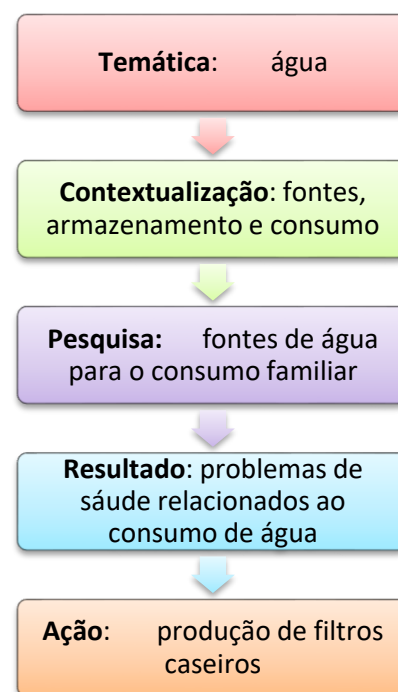 Temática: água
Contextualização: fontes,
armazenamento e consumo
Pesquisa: fontes de água
para o consumo familiar
Resultado: problemas de
sáude relacionados ao
consumo de água
Ação: produção de filtros
caseiros